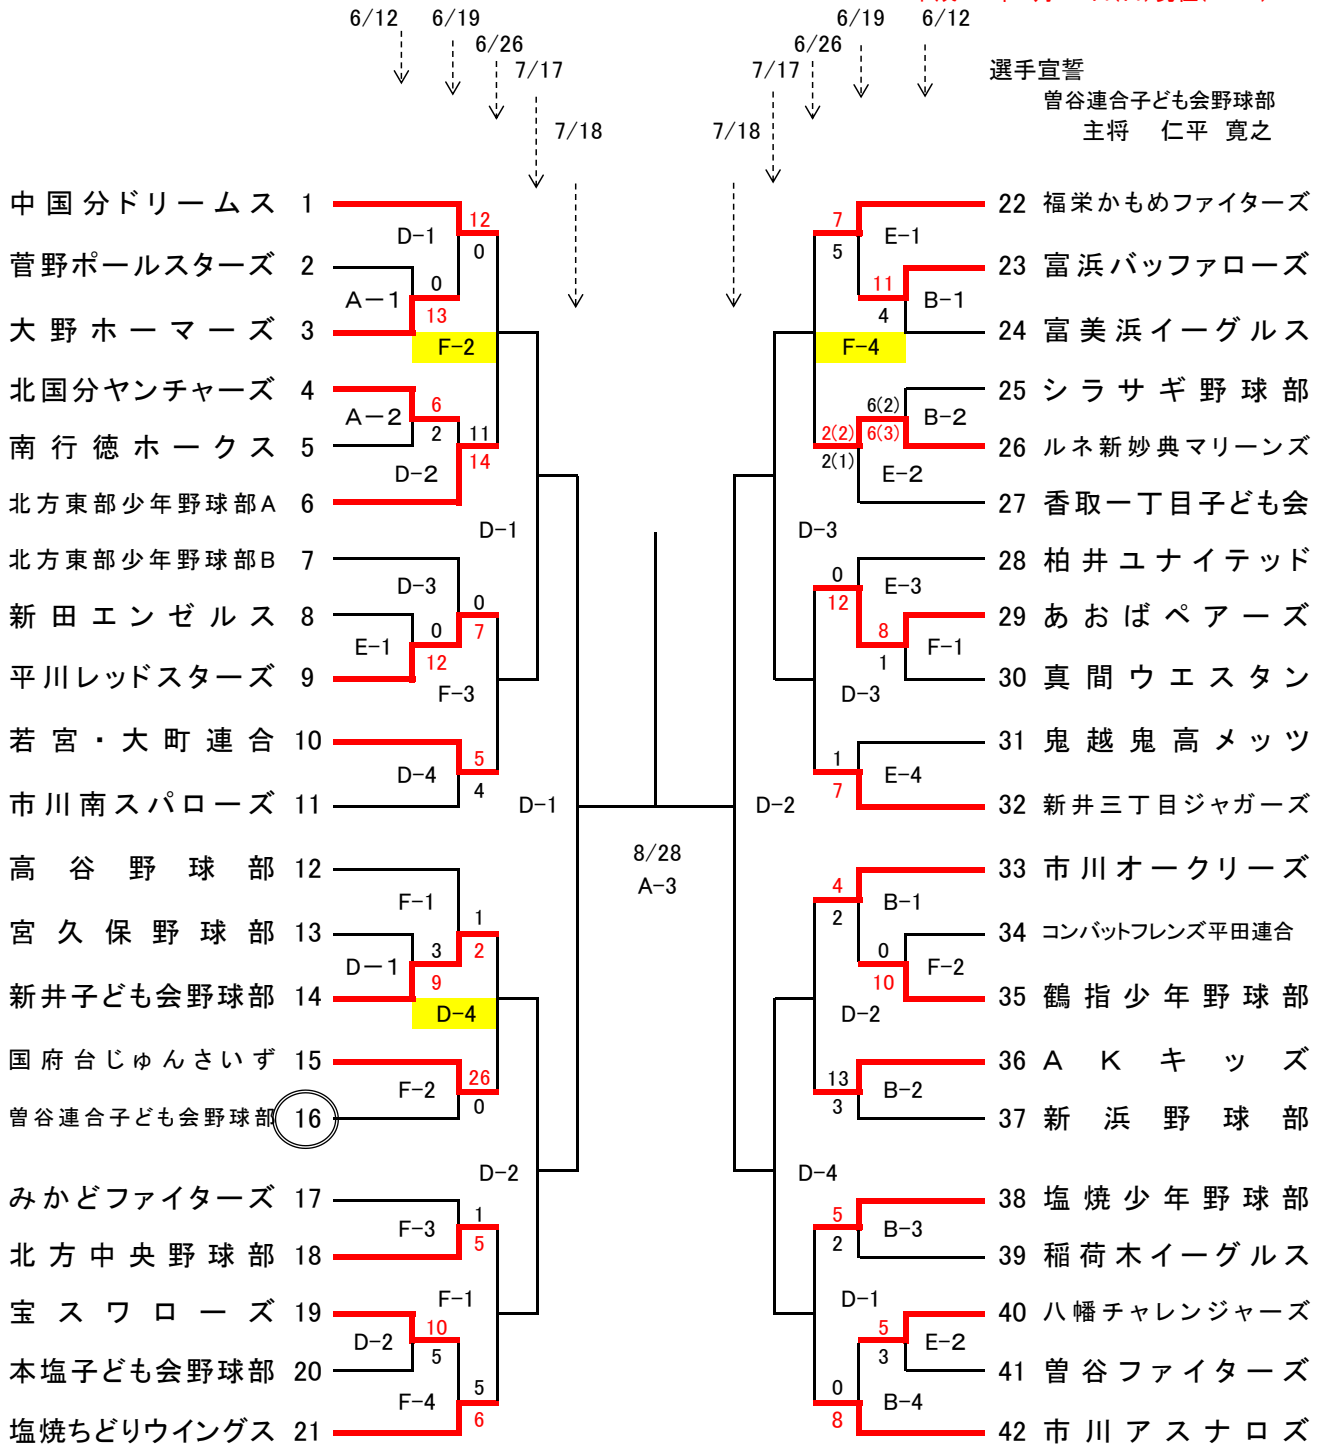 6/12 6/19 6/26 7/17 7/18
7/18 7/17 6/26 6/19 6/12
選手宣誓
曽谷連合子ども会野球部
主将 仁平 寛之
中国分ドリームス 1
菅野ポールスターズ 2
大野ホーマーズ 3
北国分ヤンチャーズ 4
南行徳ホークス 5
北方東部少年野球部A 6
北方東部少年野球部B 7
新田エンゼルス 8
平川レッドスターズ 9
若宮・大町連合 10
市川南スパローズ 11
高谷野球部 12
宮久保野球部 13
新井子ども会野球部 14
国府台じゅんさいず 15
曽谷連合子ども会野球部 16
みかどファイターズ 17
北方中央野球部 18
宝スワローズ 19
本塩子ども会野球部 20
塩焼ちどりウイングス 21
D-1 12 0
A-1 0 13
F-2
A-2 6 2
D-2 11 14
D-1
D-3 0 7
E-1 0 12
F-3
D-4 5 4
D-1
F-1 1 2
D-1 3 9
D-4
F-2 26 0
D-2
F-3 1 5
F-1
D-2 10 5
F-4 5 6
8/28
A-3
22 福栄かもめファイターズ
23 富浜バッファローズ
24 富美浜イーグルス
25 シラサギ野球部
26 ルネ新妙典マリーンズ
27 香取一丁目子ども会
28 柏井ユナイテッド
29 あおばペアーズ
30 真間ウエスタン
31 鬼越鬼高メッツ
32 新井三丁目ジャガーズ
33 市川オークリーズ
34 コンバットフレンズ平田連合
35 鶴指少年野球部
36 AKキッズ
37 新浜野球部
38 塩焼少年野球部
39 稲荷木イーグルス
40 八幡チャレンジャーズ
41 曽谷ファイターズ
42 市川アスナロズ
7 5 E-1
11 4 B-1
F-4
6(2) 6(3) B-2
2(2) 2(1) E-2
D-3
0 12 E-3
8 1 F-1
D-3
1 7 E-4
D-2
4 2 B-1
0 10 F-2
D-2
13 3 B-2
D-4
5 2 B-3
D-1
5 3 E-2
0 8 B-4